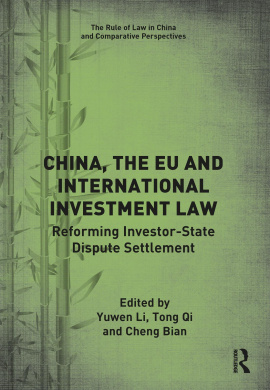 The Rule of Law in China
and Comparative Perspectives
CHINA, THE EU AND
INTERNATIONAL
INVESTMENT LAW
Reforming Investor-State
Dispute Settlement
Edited by
Yuwen Li, Tong Qi
and Cheng Bian
ROUTLEDGE